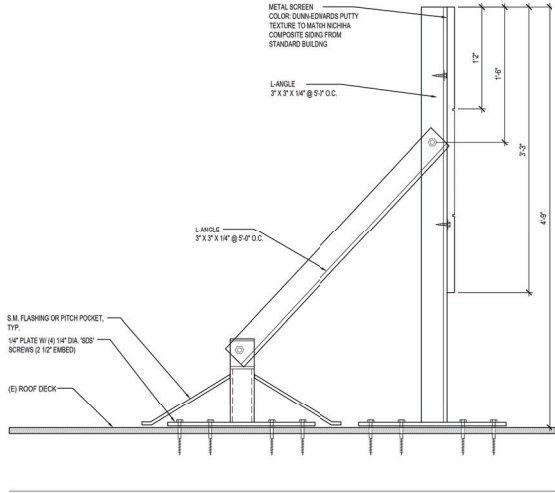 METAL SCREEN
COLOR: DUNN-EDWARDS PUTTY
TEXTURE TO MATCH NICHIHA
COMPOSITE SIDING FROM
STANDARD BUILDNG
L-ANGLE
3" X 3" X 1/4" @ 5'-0" O.C.
1'2"
1'-6"
3'-3"
4'-9"
L-ANGLE
3" X 3" X 1/4" @ 5'-0" O.C.
S.M. FLASHING OR PITCH POCKET,
TYP.
1/4" PLATE W/ (4) 1/4" DIA. 'SDS'
SCREWS (2 1/2" EMBED)
(E) ROOF DECK